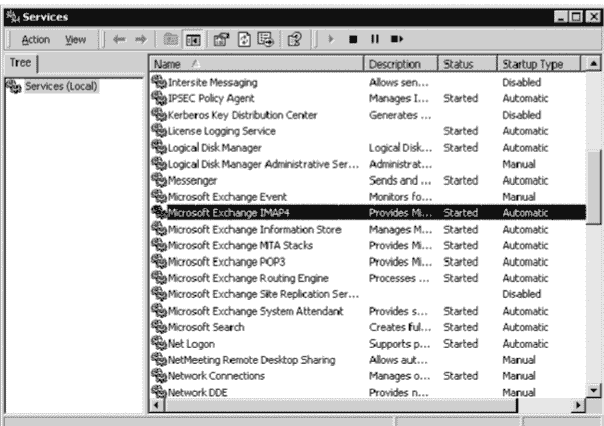 Services
Action View
Tree
Services (Local)
Name Description Status Startup Type
Intersite Messaging Allows sen... Disabled
IPSEC Policy Agent Manages I... Started Automatic
Kerberos Key Distribution Center Generates ... Disabled
License Logging Service Started Automatic
Logical Disk Manager Logical Disk... Started Automatic
Logical Disk Manager Administrative Ser... Administrat... Manual
Messenger Sends and ... Started Automatic
Microsoft Exchange Event Monitors fo... Manual
Microsoft Exchange IMAP4 Provides Mi... Started Automatic
Microsoft Exchange Information Store Manages M... Started Automatic
Microsoft Exchange MTA Stacks Provides Mi... Started Automatic
Microsoft Exchange POP3 Provides Mi... Started Automatic
Microsoft Exchange Routing Engine Processes ... Started Automatic
Microsoft Exchange Site Replication Ser... Disabled
Microsoft Exchange System Attendant Provides s... Started Automatic
Microsoft Search Creates ful... Started Automatic
Net Logon Supports p... Started Automatic
NetMeeting Remote Desktop Sharing Allows aut... Manual
Network Connections Manages o... Started Manual
Network DDE Provides n... Manual